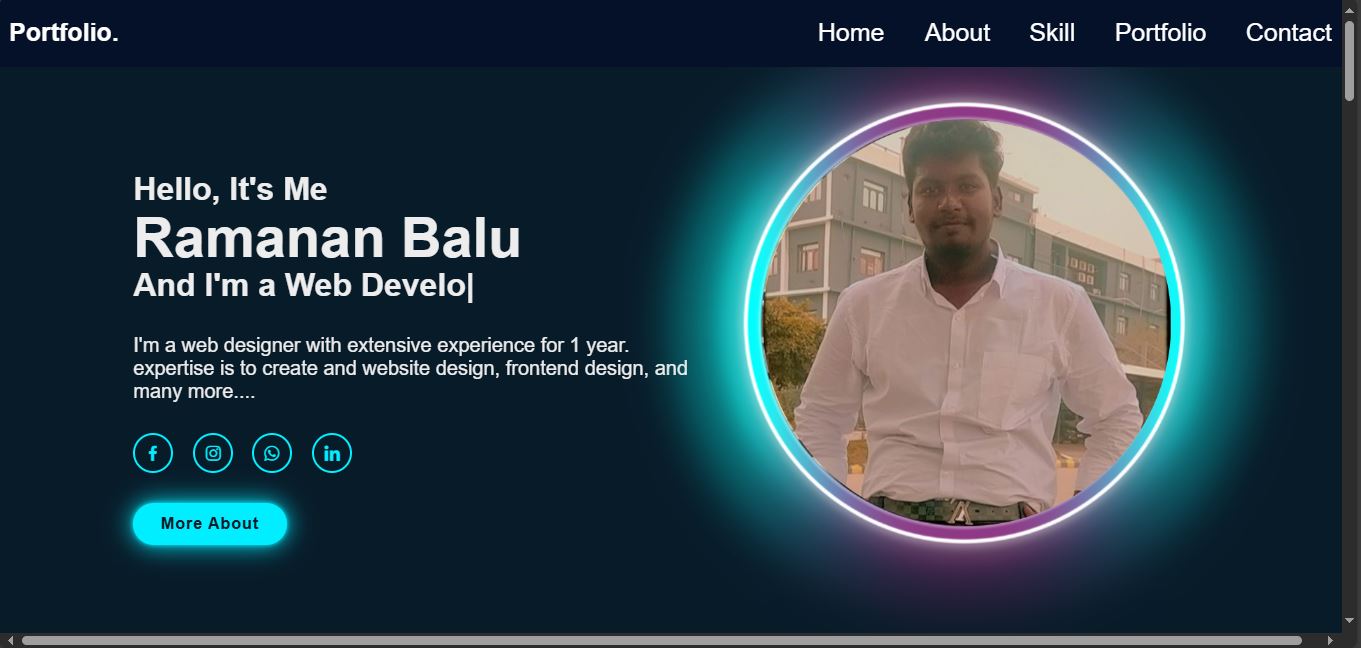 Portfolio.
Home About Skill Portfolio Contact
Hello, It's Me
Ramanan Balu
And I'm a Web Develo|
I'm a web designer with extensive experience for 1 year.
expertise is to create and website design, frontend design, and
many more....
More About